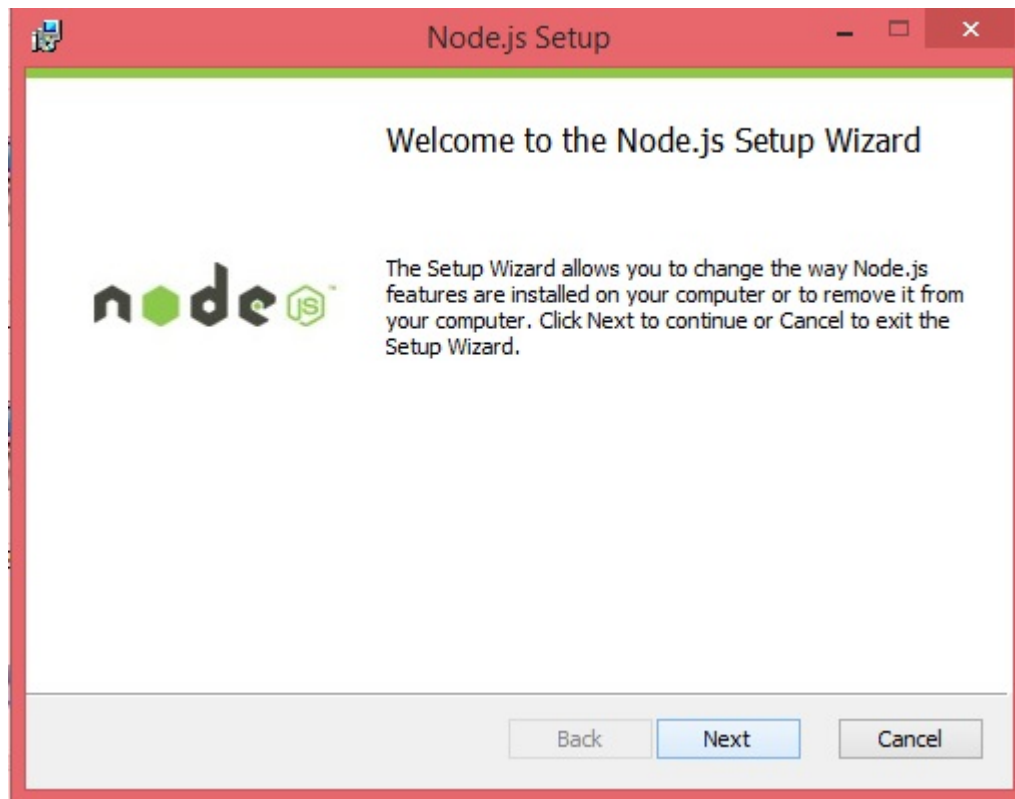 Node.js Setup
Welcome to the Node.js Setup Wizard
The Setup Wizard allows you to change the way Node.js
features are installed on your computer or to remove it from
your computer. Click Next to continue or Cancel to exit the
Setup Wizard.
node JS™
Back Next Cancel